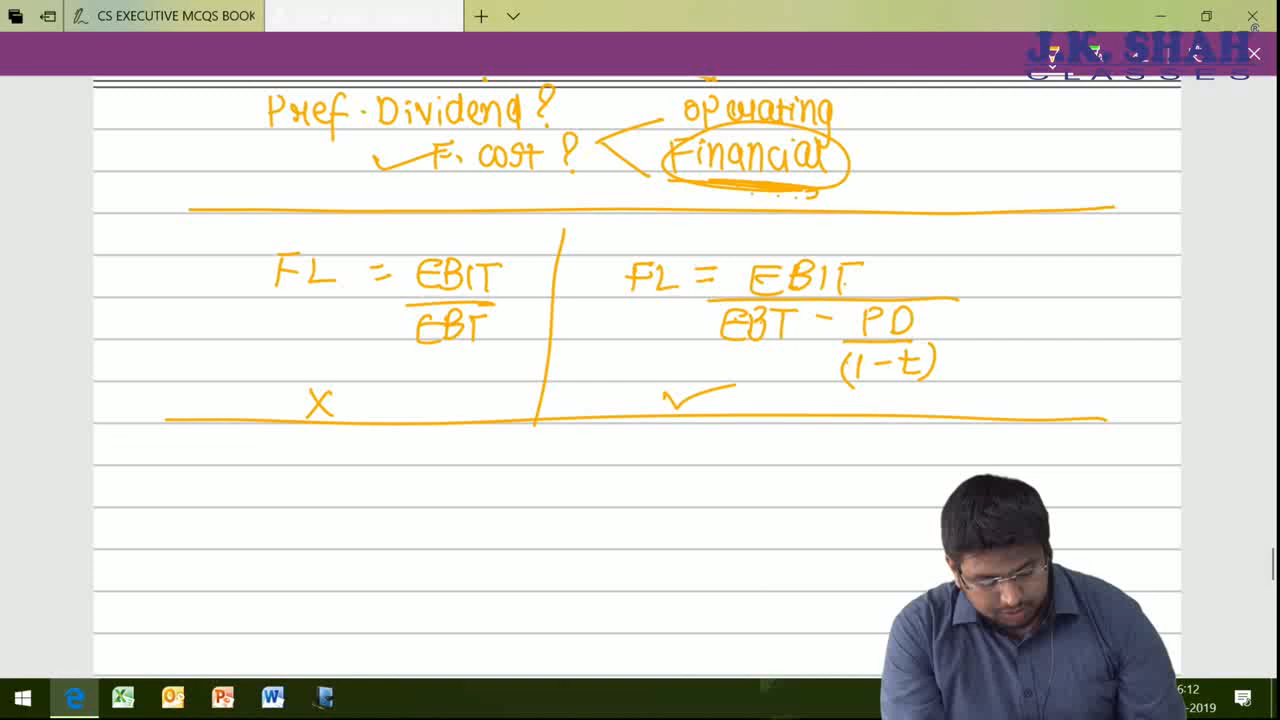 CS EXECUTIVE MCQS BOOK
J.K. SHAH
®
CLASSES
Pref. Dividend?
operating
F. cost?
Financial
FL = EBIT
EBT
FL = EBIT
EBT - PD
(1-t)
X
6:12
-2019